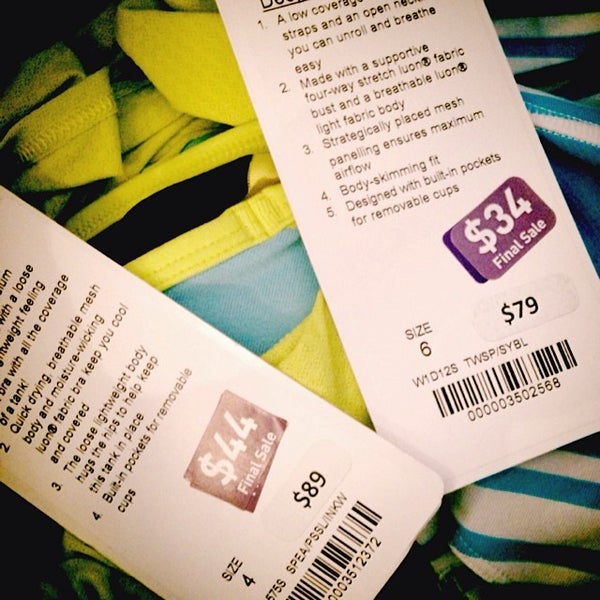 1. A low coverage
straps and an open neck
you can unroll and breathe
easy
2. Made with a supportive
four-way stretch luon® fabric
bust and a breathable luon®
light fabric body
3. Strategically placed mesh
panelling ensures maximum
airflow
4. Body-skimming fit
5. Designed with built-in pockets
for removable cups
$34
Final Sale
$79
SIZE
6
W1D12S TWSP/SYBL
000003502568
with a loose
lightweight feeling
bra with all the coverage
of a tank!
2 Quick drying, breathable mesh
body and moisture-wicking
luon® fabric bra keep you cool
and covered
3. The loose lightweight body
hugs the hips to help keep
this tank in place
4. Built-in pockets for removable
cups
$44
Final Sale
$89
SIZE
4
SPEA/PSSL/NKW
003512372